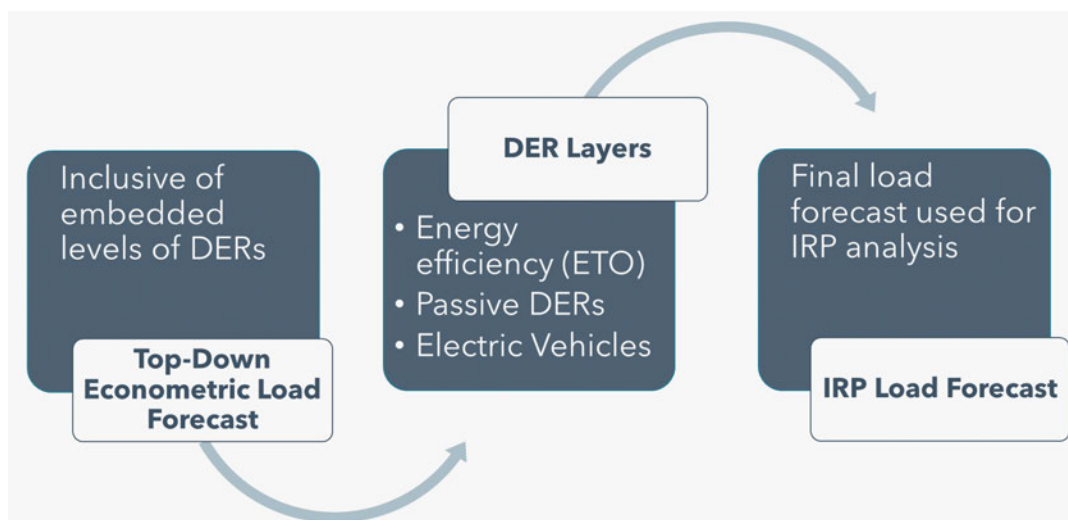 Inclusive of
embedded
levels of DERs
Top-Down
Econometric Load
Forecast
DER Layers
• Energy
efficiency (ETO)
• Passive DERs
• Electric Vehicles
Final load
forecast used for
IRP analysis
IRP Load Forecast